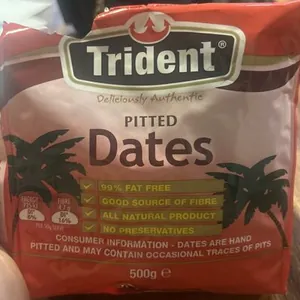 Trident®
Deliciously Authentic
PITTED
Dates
99% FAT FREE
GOOD SOURCE OF FIBRE
ALL NATURAL PRODUCT
NO PRESERVATIVES
CONSUMER INFORMATION - DATES ARE HAND
PITTED AND MAY CONTAIN OCCASIONAL TRACES OF PITS
500g ℮